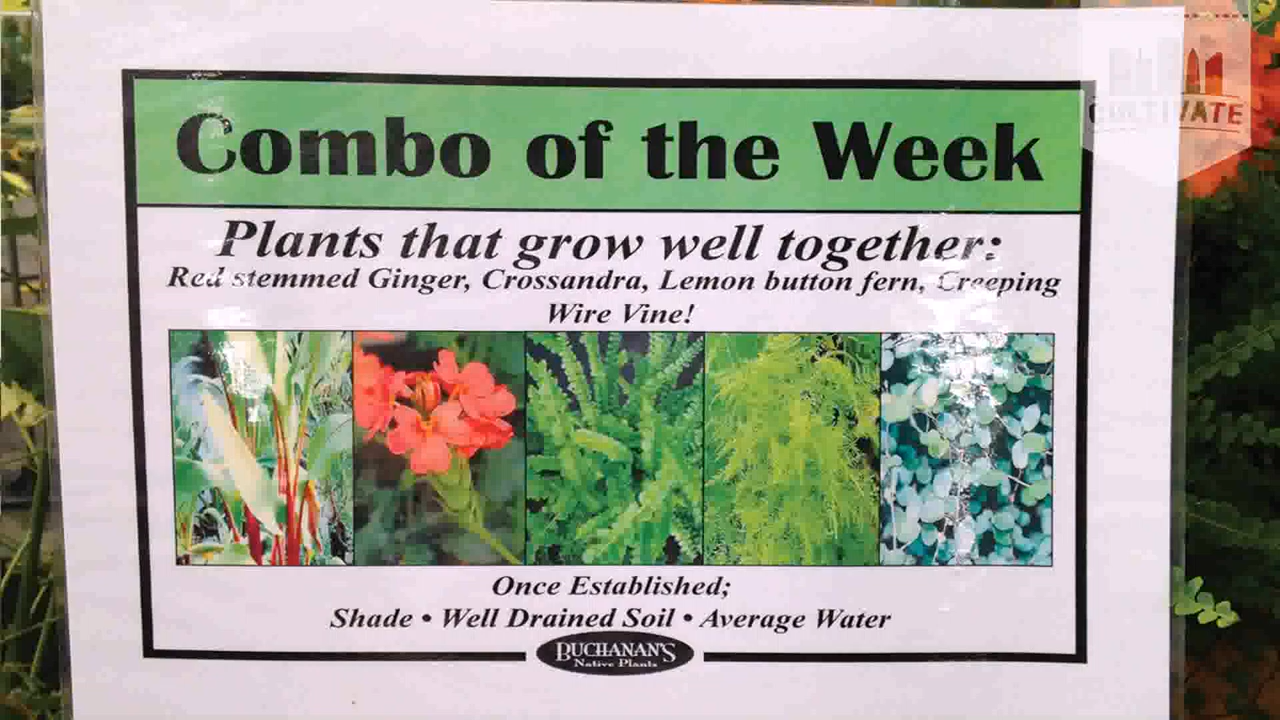 CULTIVATE
Combo of the Week
Plants that grow well together:
Red stemmed Ginger, Crossandra, Lemon button fern, Creeping
Wire Vine!
Once Established;
Shade • Well Drained Soil • Average Water
BUCHANAN'S
Native Plants